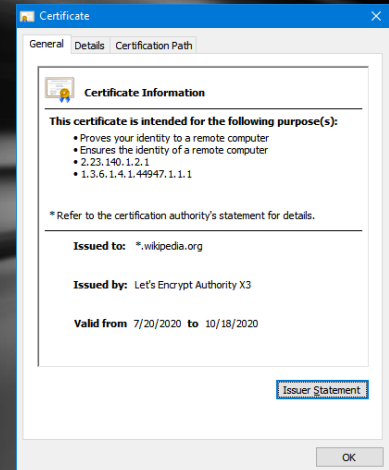 Certificate
General Details Certification Path
Certificate Information
This certificate is intended for the following purpose(s):
• Proves your identity to a remote computer
• Ensures the identity of a remote computer
• 2.23.140.1.2.1
• 1.3.6.1.4.1.44947.1.1.1
* Refer to the certification authority's statement for details.
Issued to: *.wikipedia.org
Issued by: Let's Encrypt Authority X3
Valid from 7/20/2020 to 10/18/2020
Issuer Statement
OK